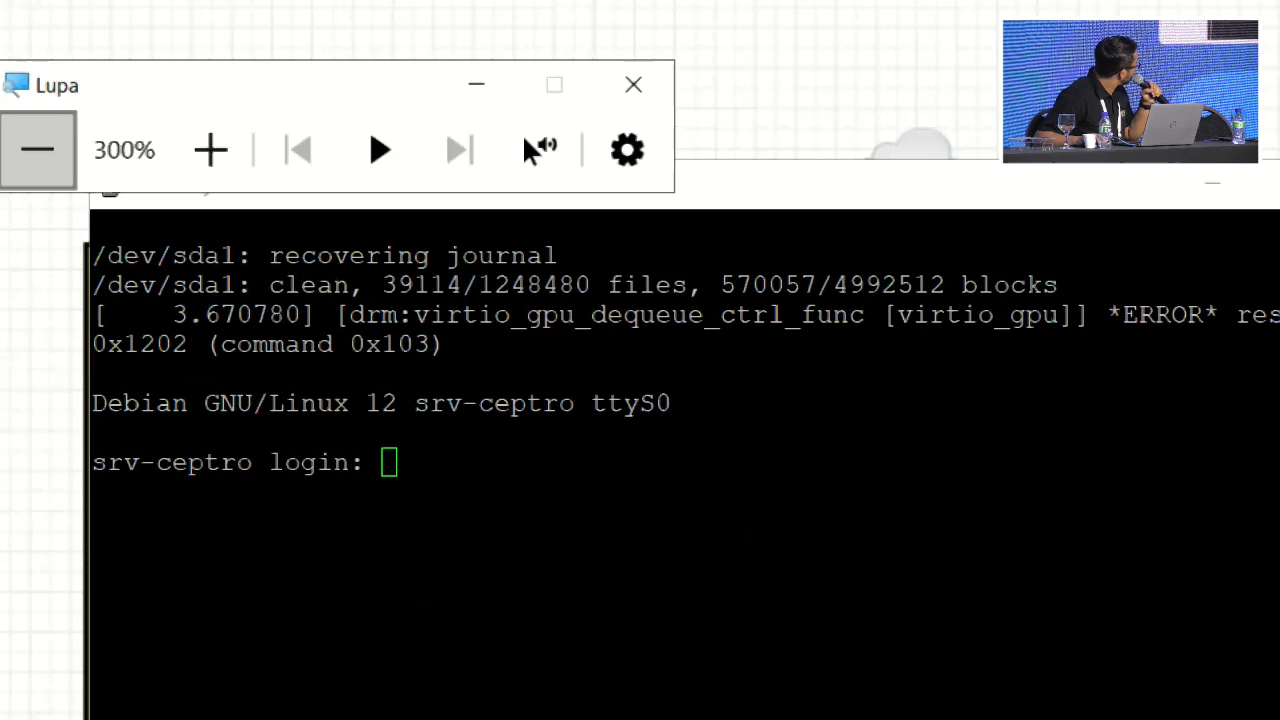 Lupa
300%
/dev/sda1: recovering journal
/dev/sda1: clean, 39114/1248480 files, 570057/4992512 blocks
[    3.670780] [drm:virtio_gpu_dequeue_ctrl_func [virtio_gpu]] *ERROR* res
0x1202 (command 0x103)
Debian GNU/Linux 12 srv-ceptro ttyS0
srv-ceptro login: